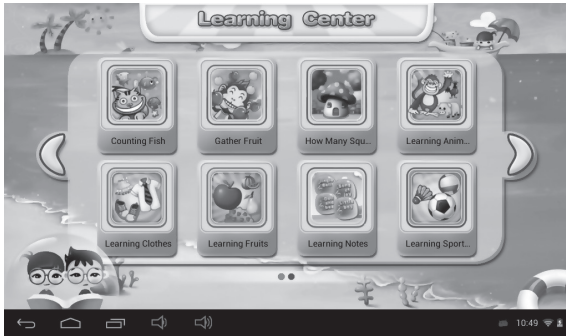 Learning Center
Counting Fish
Gather Fruit
How Many Squ...
Learning Anim...
Learning Clothes
Learning Fruits
Learning Notes
Learning Sport...
10:49